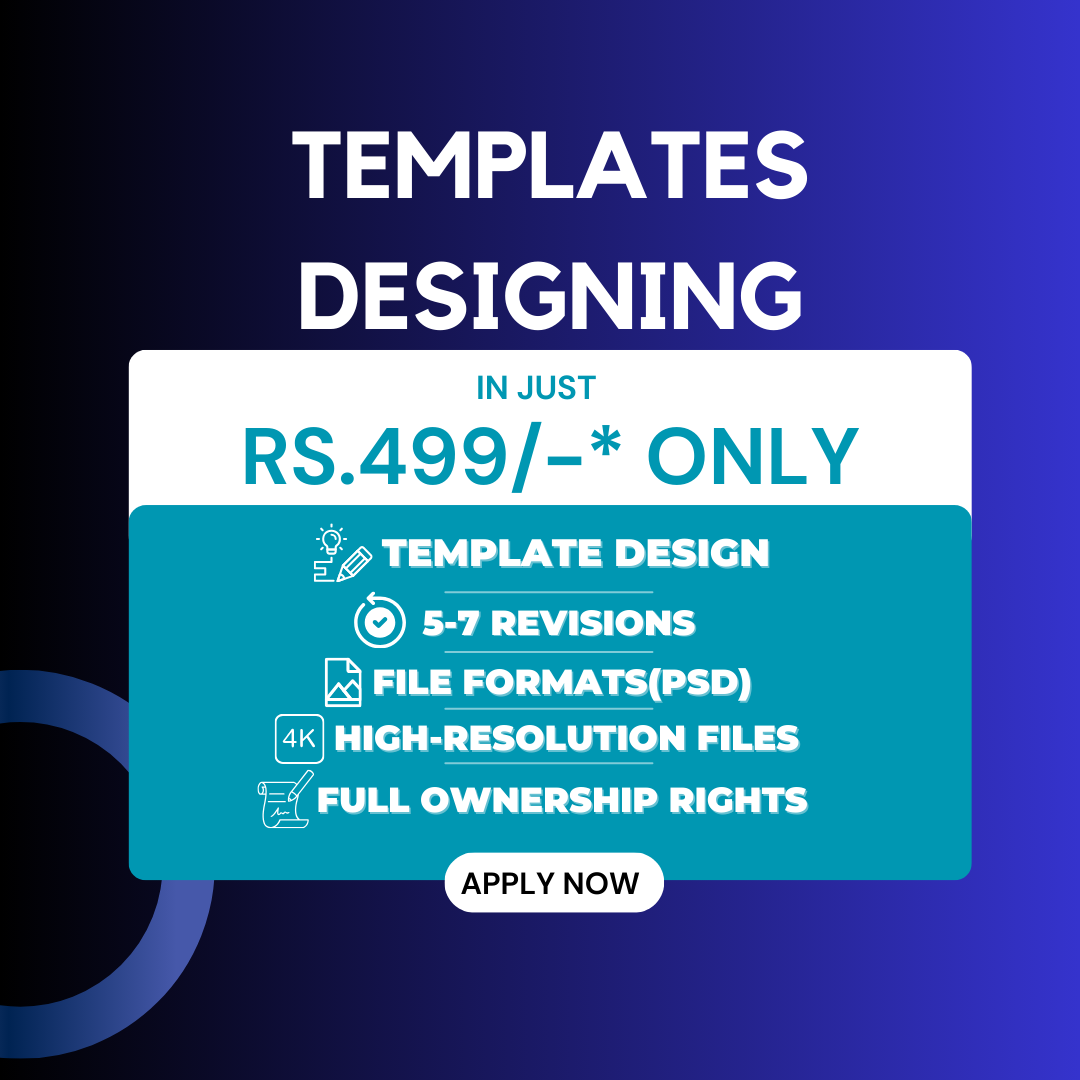 TEMPLATES
DESIGNING
IN JUST
RS.499/-* ONLY
TEMPLATE DESIGN
5-7 REVISIONS
FILE FORMATS(PSD)
4K HIGH-RESOLUTION FILES
FULL OWNERSHIP RIGHTS
APPLY NOW